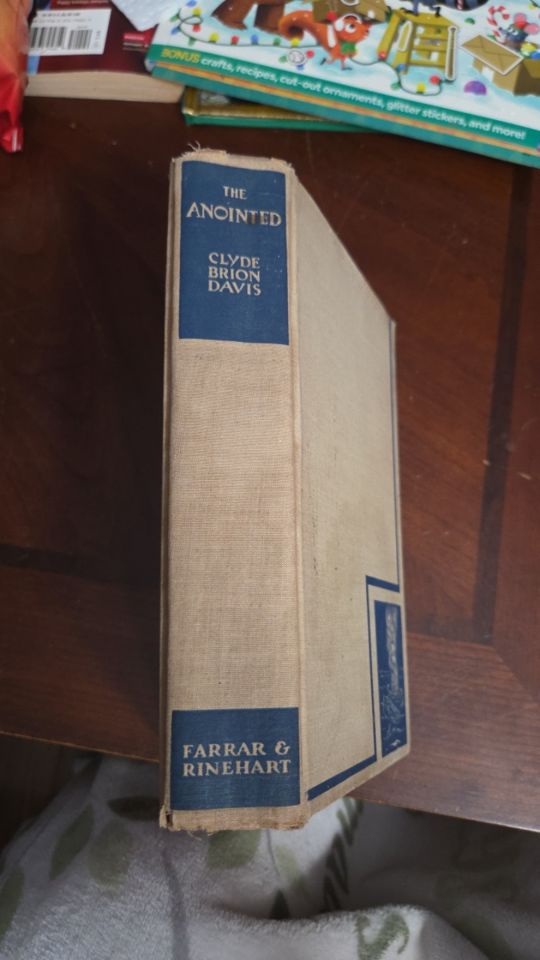 BONUS crafts, recipes, cut-out ornaments, glitter stickers, and more!
THE
ANOINTED
CLYDE
BRION
DAVIS
FARRAR &
RINEHART